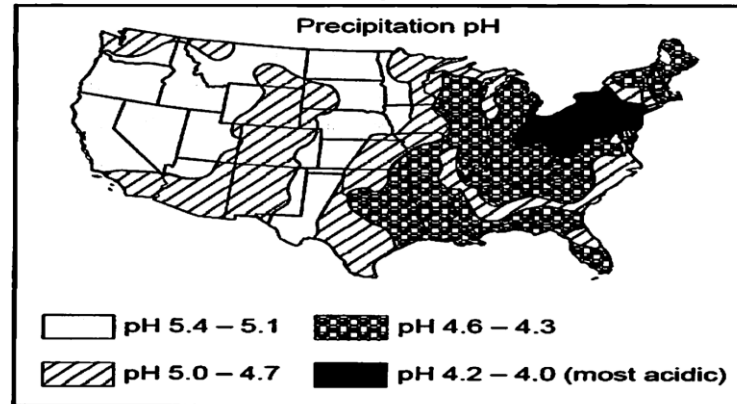 Precipitation pH
pH 5.4 – 5.1
pH 4.6 – 4.3
pH 5.0 – 4.7
pH 4.2 – 4.0 (most acidic)